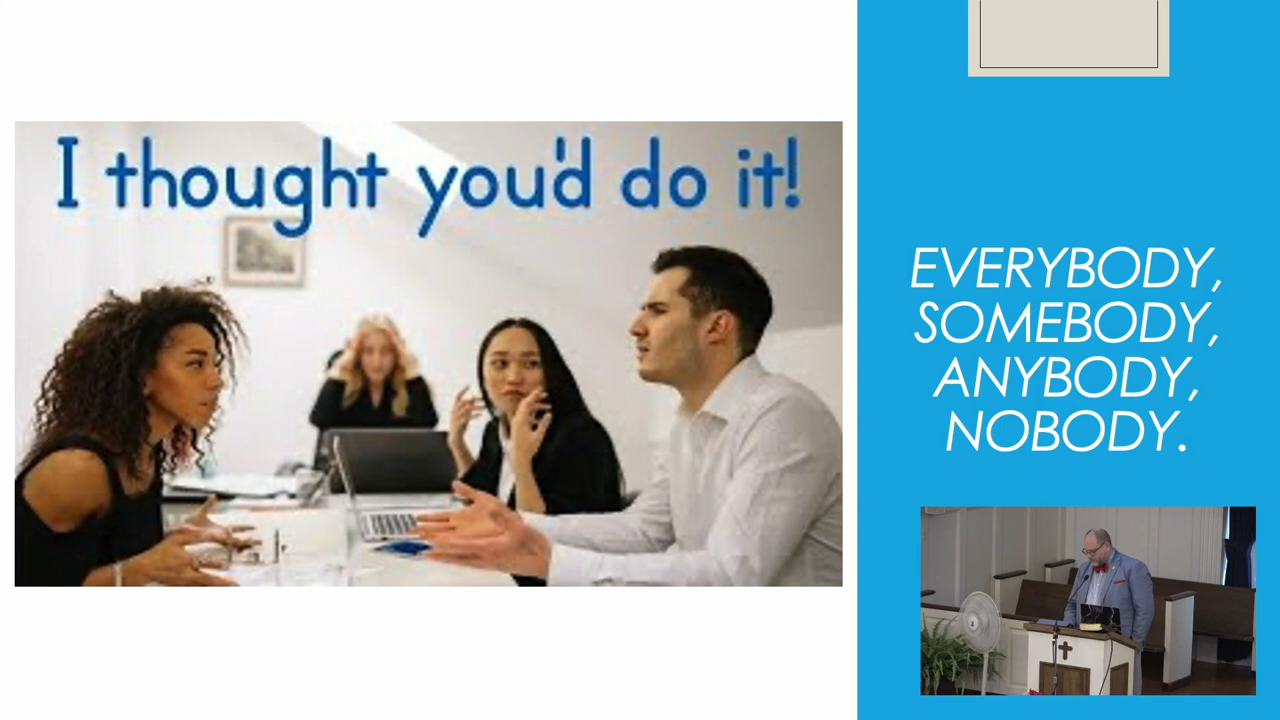 I thought you'd do it!
EVERYBODY,
SOMEBODY,
ANYBODY,
NOBODY.